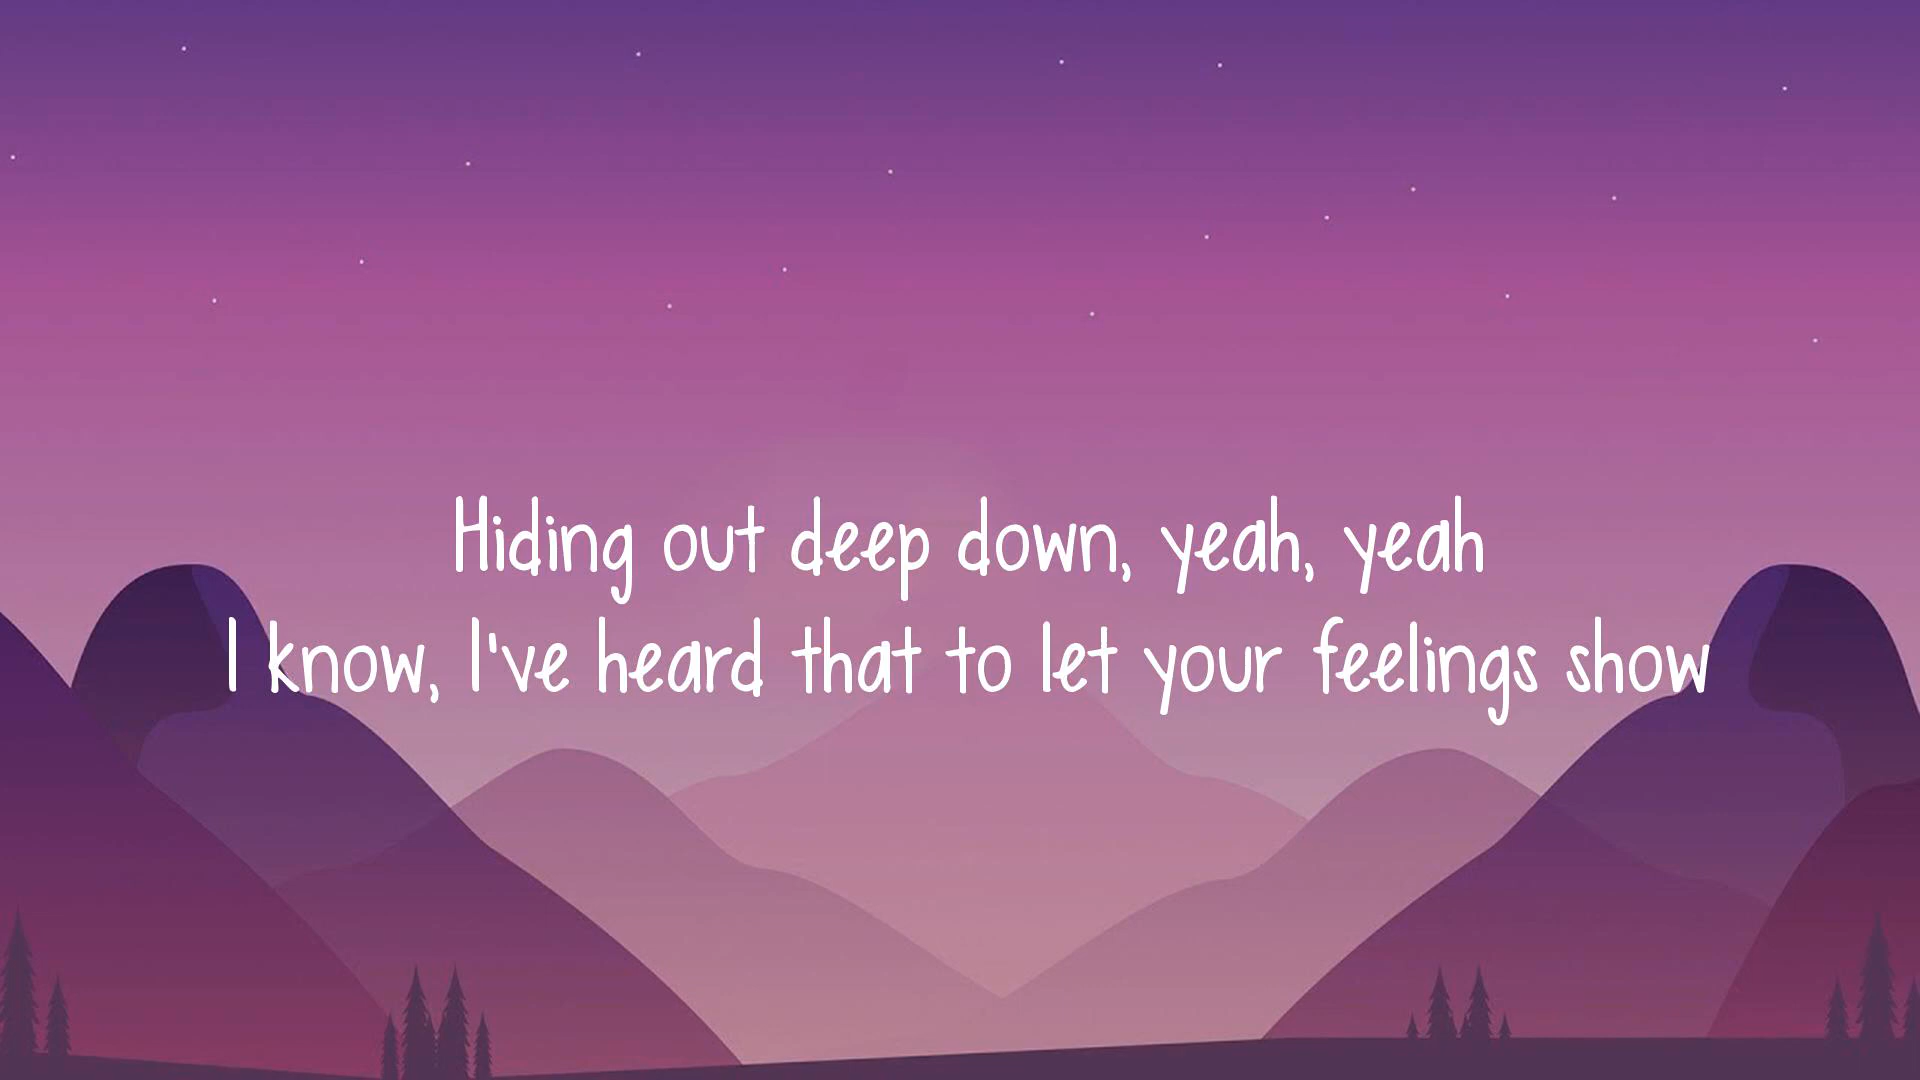 Hiding out deep down, yeah, yeah
I know, I've heard that to let your feelings show